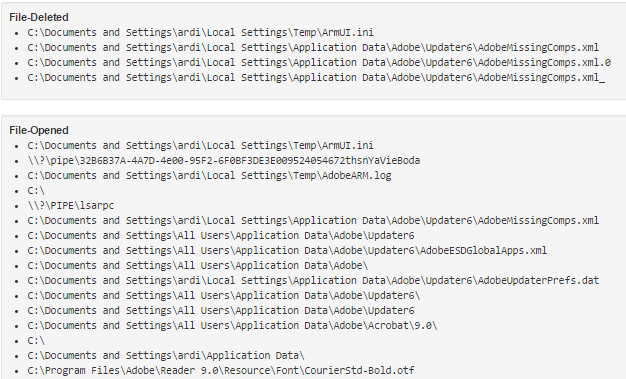 File-Deleted
C:\Documents and Settings\ardi\Local Settings\Temp\ArmUI.ini
C:\Documents and Settings\ardi\Local Settings\Application Data\Adobe\Updater6\AdobeMissingComps.xml
C:\Documents and Settings\ardi\Local Settings\Application Data\Adobe\Updater6\AdobeMissingComps.xml.0
C:\Documents and Settings\ardi\Local Settings\Application Data\Adobe\Updater6\AdobeMissingComps.xml_
File-Opened
C:\Documents and Settings\ardi\Local Settings\Temp\ArmUI.ini
\\?\pipe\32B6B37A-4A7D-4e00-95F2-6F0BF3DE3E009524054672thsnYaVieBoda
C:\Documents and Settings\ardi\Local Settings\Temp\AdobeARM.log
C:\
\\?\PIPE\lsarpc
C:\Documents and Settings\ardi\Local Settings\Application Data\Adobe\Updater6\AdobeMissingComps.xml
C:\Documents and Settings\All Users\Application Data\Adobe\Updater6
C:\Documents and Settings\All Users\Application Data\Adobe\Updater6\AdobeESDGlobalApps.xml
C:\Documents and Settings\All Users\Application Data\Adobe\
C:\Documents and Settings\ardi\Local Settings\Application Data\Adobe\Updater6\AdobeUpdaterPrefs.dat
C:\Documents and Settings\All Users\Application Data\Adobe\Updater6\
C:\Documents and Settings\All Users\Application Data\Adobe\Updater6
C:\Documents and Settings\All Users\Application Data\Adobe\Acrobat\9.0\
C:\
C:\Documents and Settings\ardi\Application Data\
C:\Program Files\Adobe\Reader 9.0\Resource\Font\CourierStd-Bold.otf